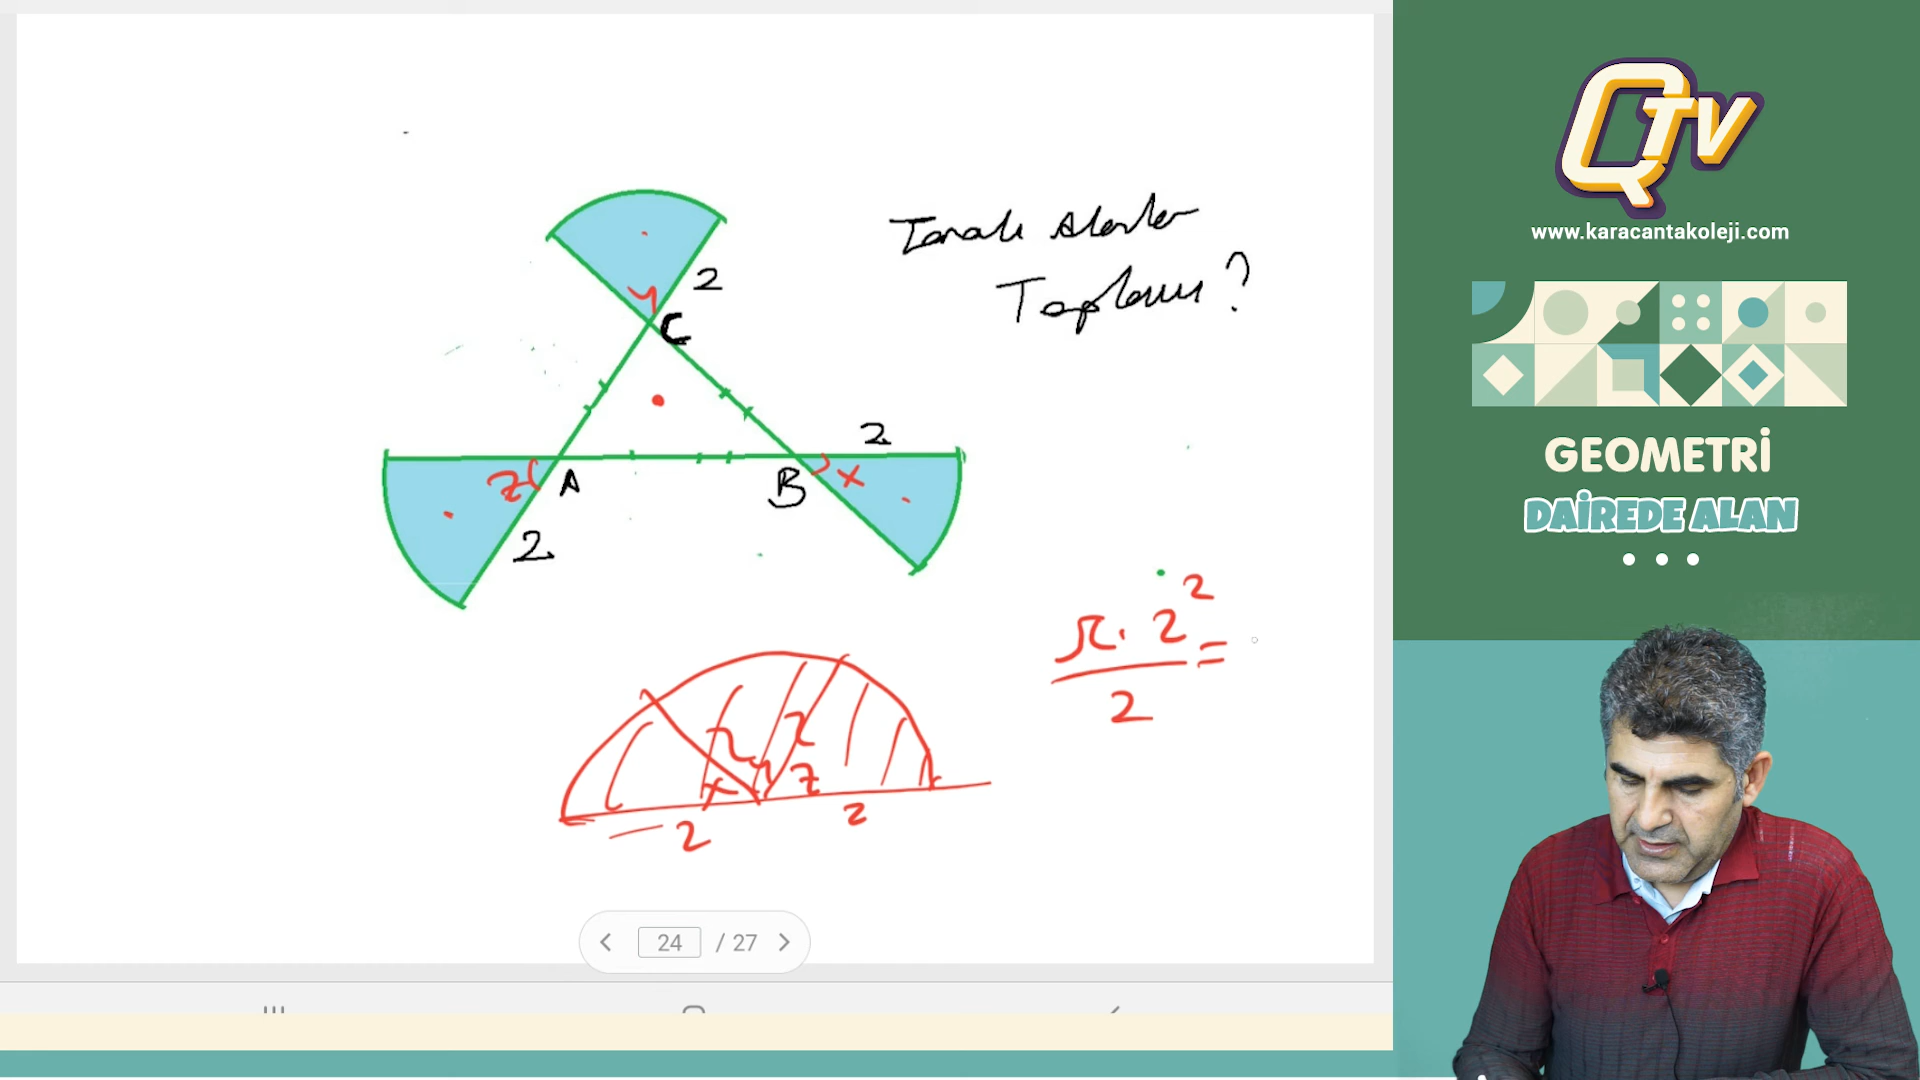 Taralı Alanlar
Toplamı ?
y
2
C
2
z
A
B
x
2
π . 2² =
2
x y z
2
2
24 / 27
QTV
www.karacantakoleji.com
GEOMETRİ
DAİREDE ALAN